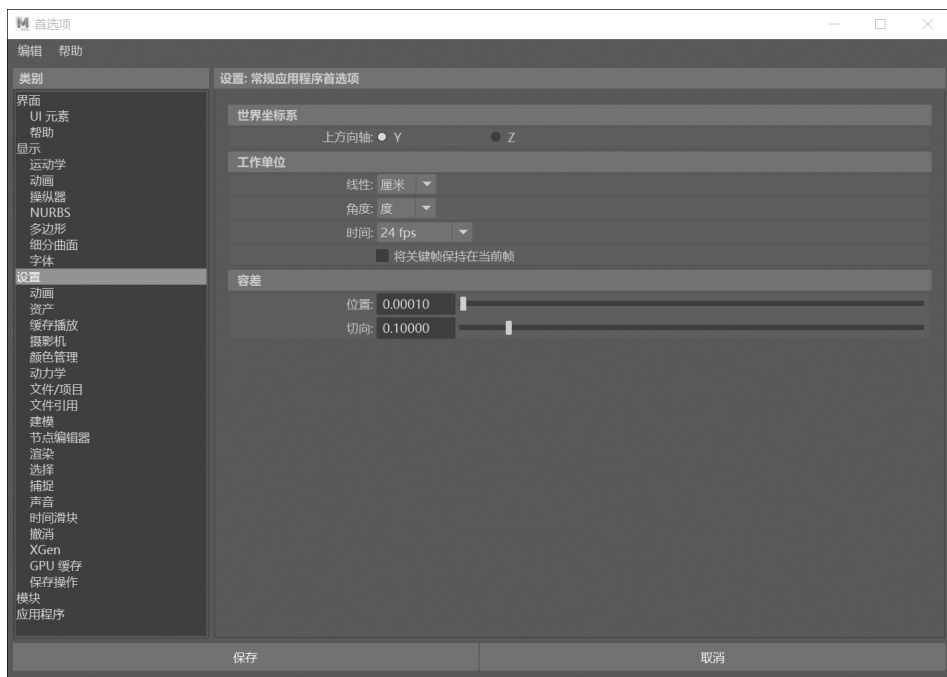 首选项
编辑 帮助
类别
界面
UI 元素
帮助
显示
运动学
动画
操纵器
NURBS
多边形
细分曲面
字体
设置
动画
资产
缓存播放
摄影机
颜色管理
动力学
文件/项目
文件引用
建模
节点编辑器
渲染
选择
捕捉
声音
时间滑块
撤消
XGen
GPU 缓存
保存操作
模块
应用程序
设置: 常规应用程序首选项
世界坐标系
上方向轴: Y Z
工作单位
线性: 厘米
角度: 度
时间: 24 fps
将关键帧保持在当前帧
容差
位置: 0.00010
切向: 0.10000
保存 取消